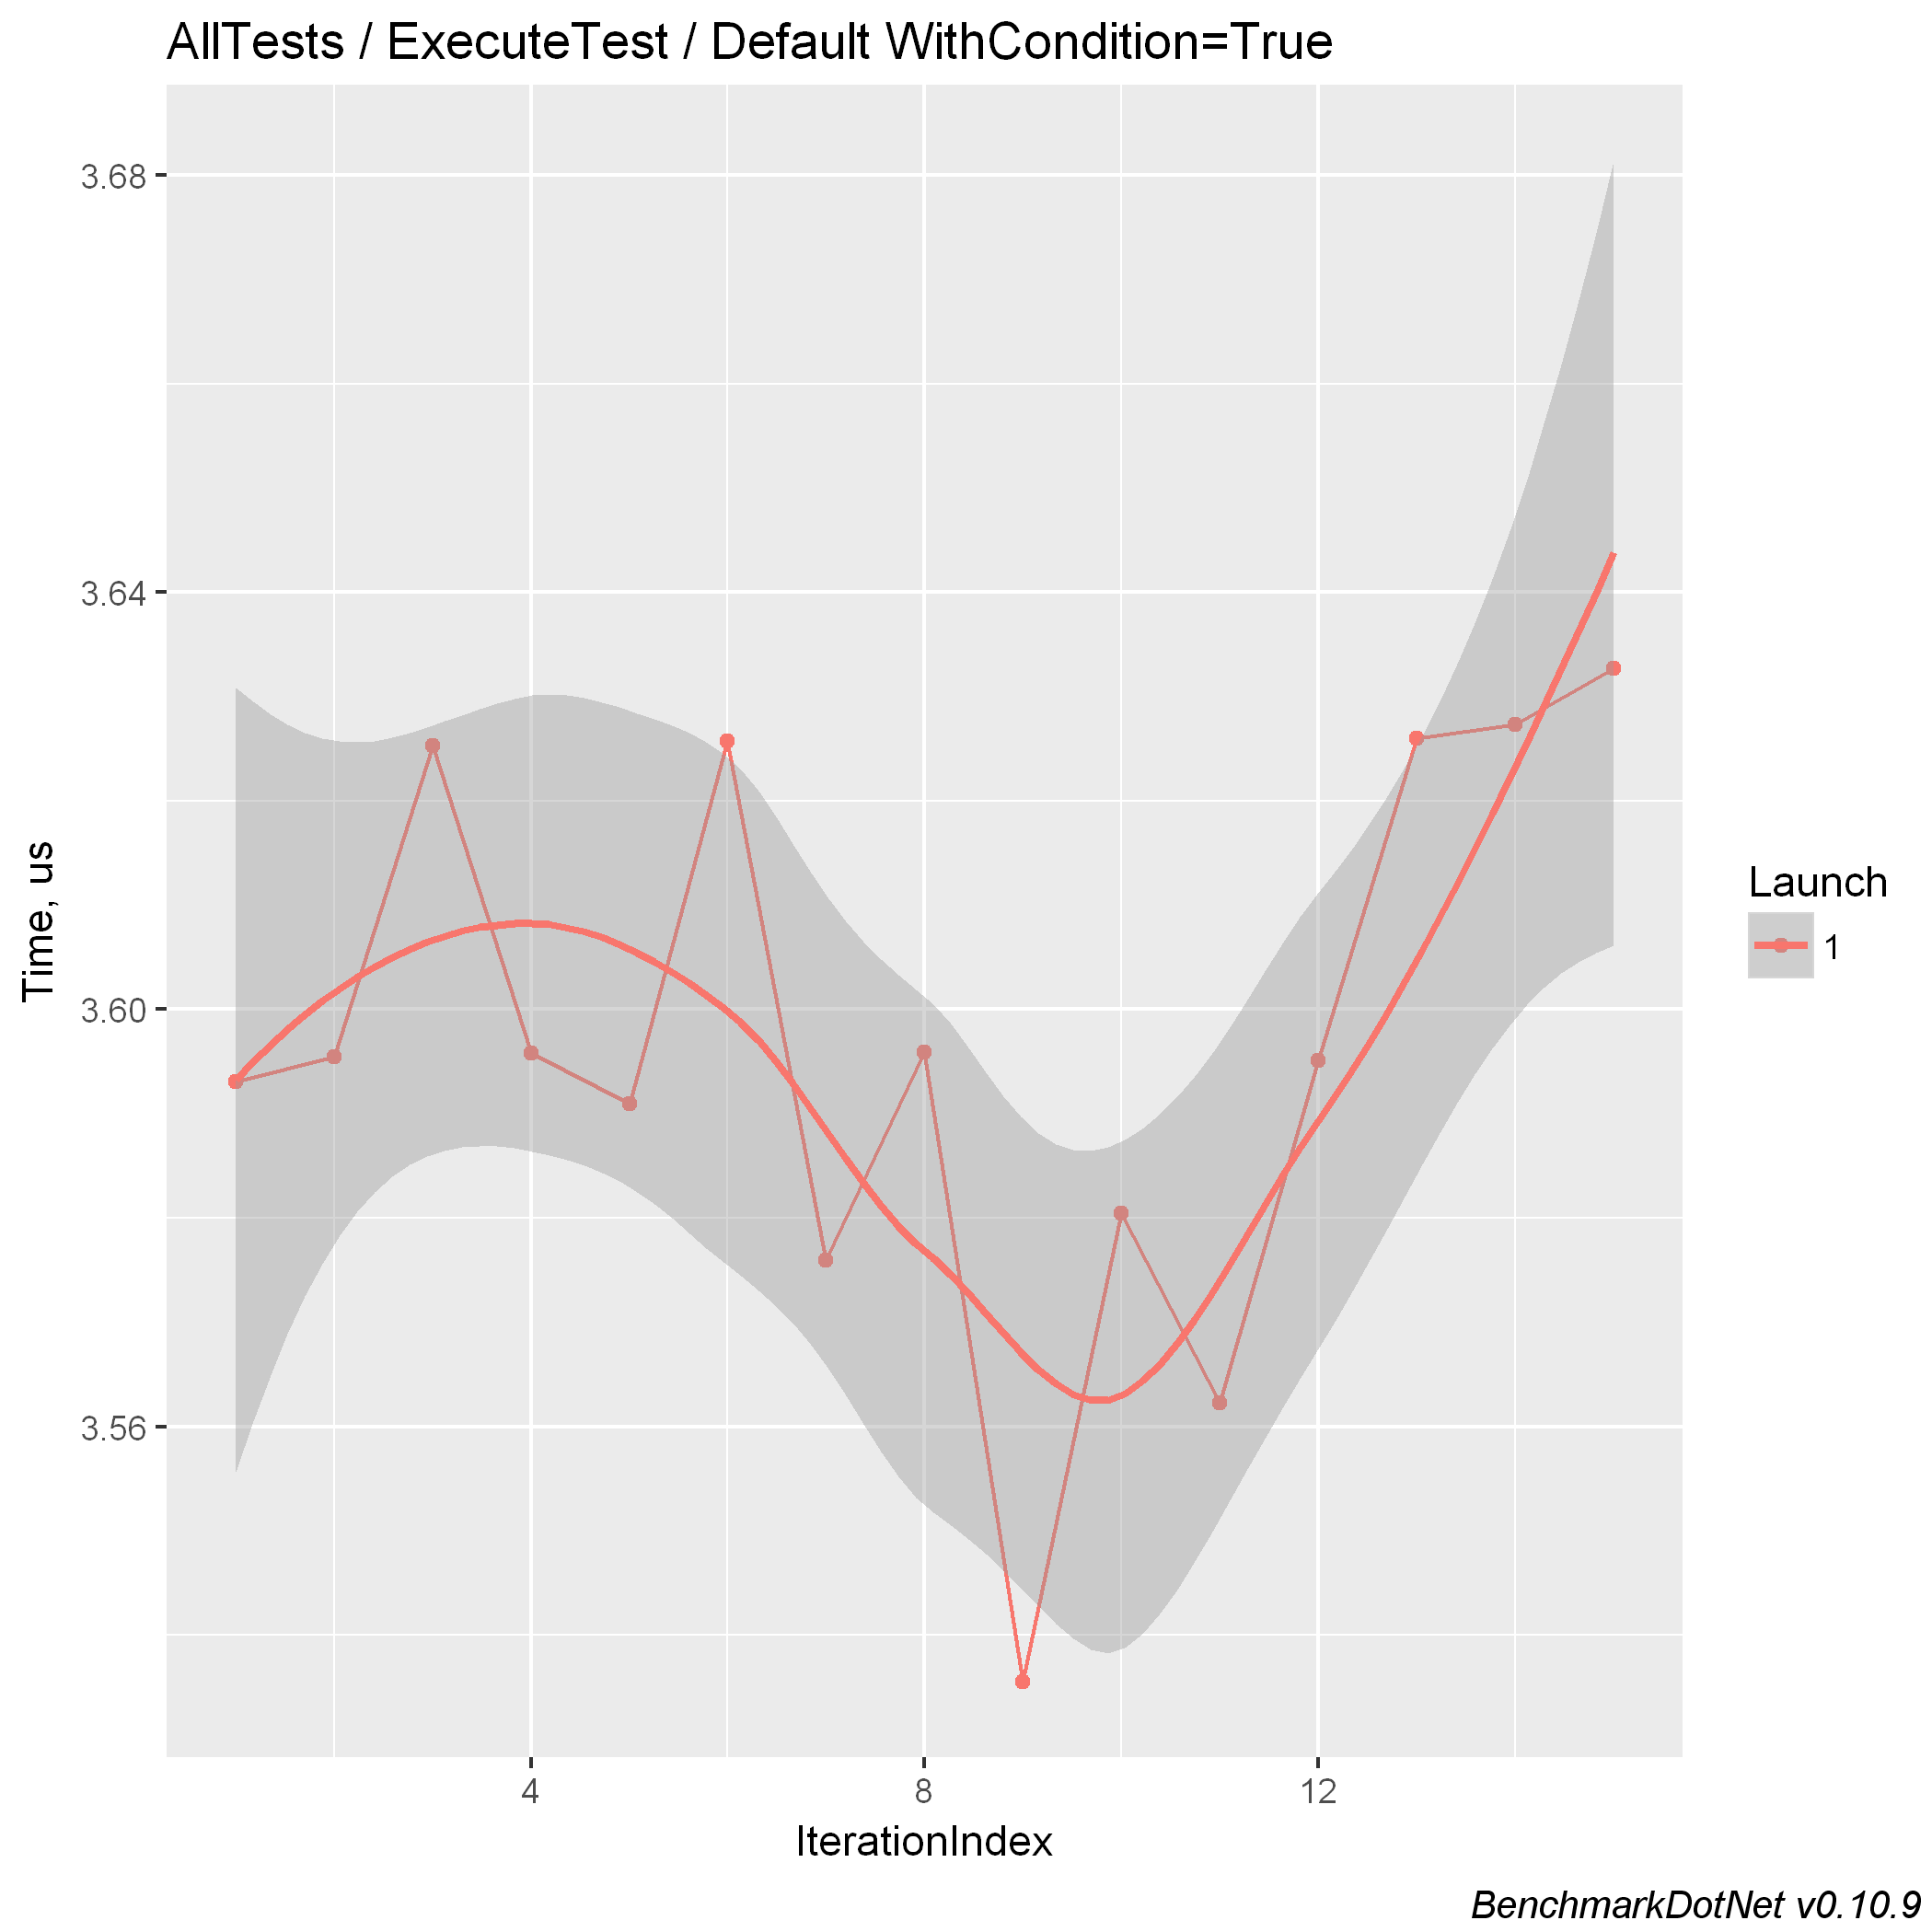 AllTests / ExecuteTest / Default WithCondition=True
3.68
3.64
3.60
3.56
Time, us
4
8
12
IterationIndex
Launch
1
BenchmarkDotNet v0.10.9